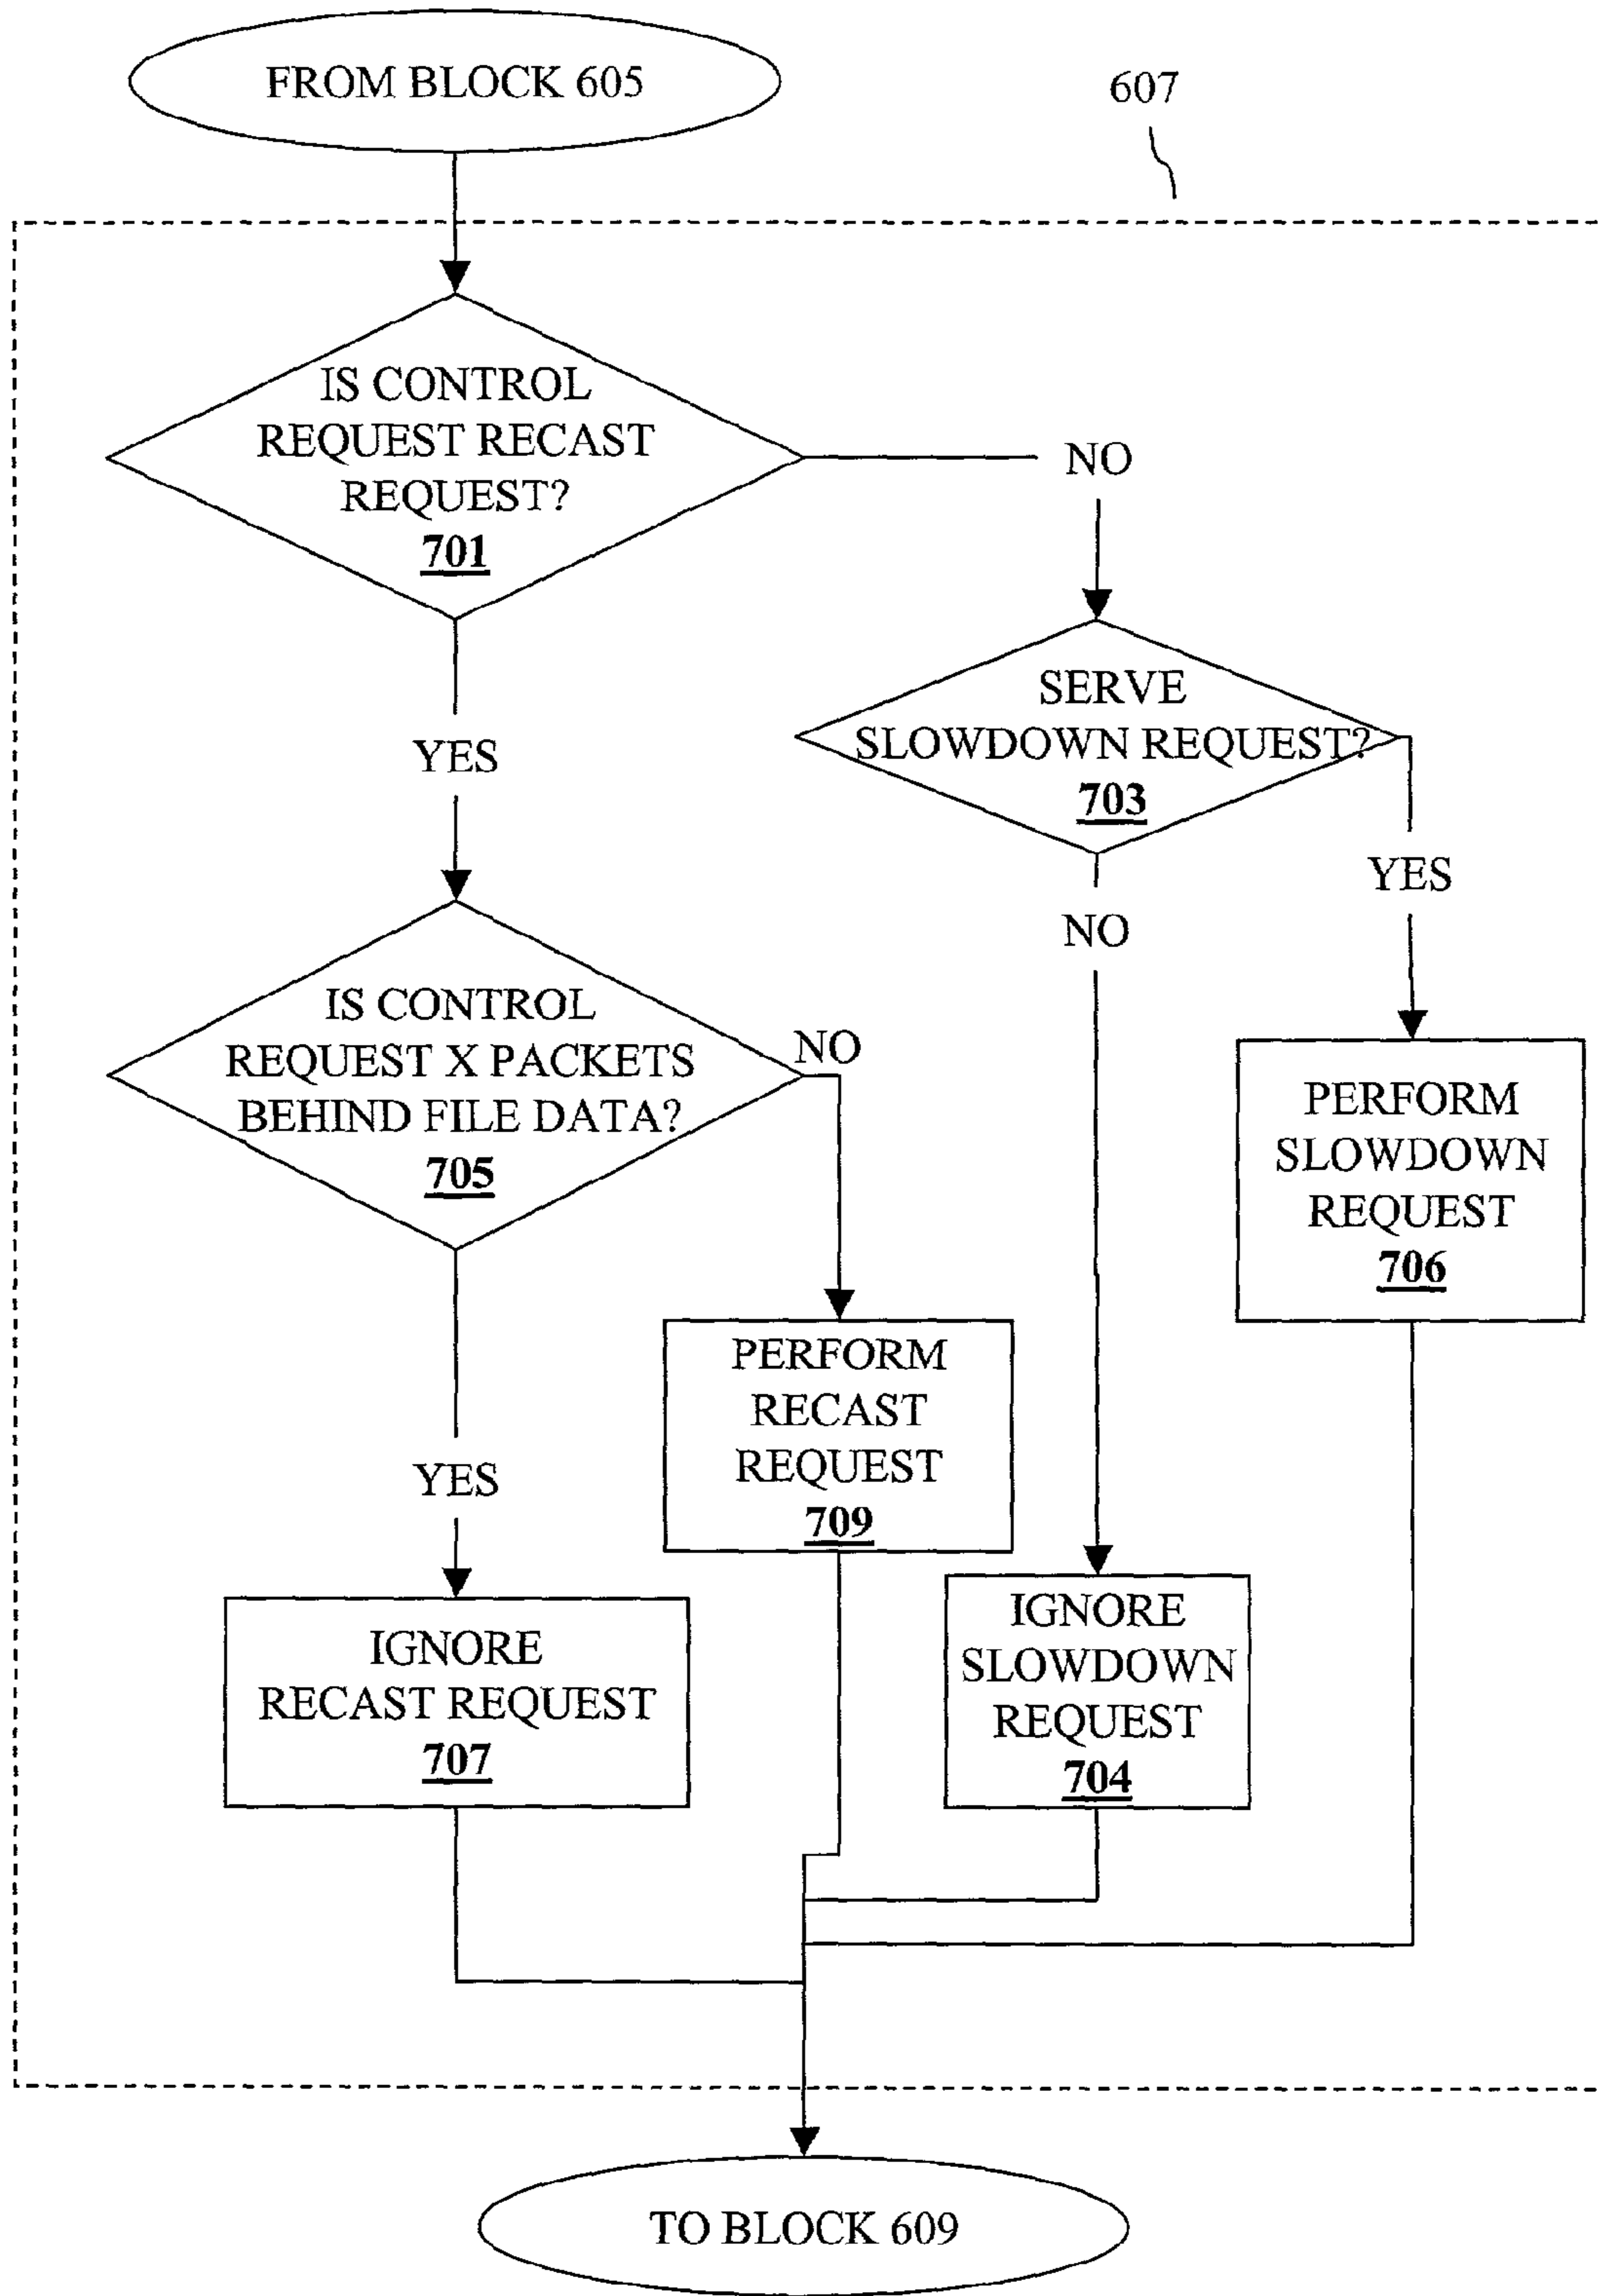 FROM BLOCK 605
607
IS CONTROL
REQUEST RECAST
REQUEST?
701
NO
YES
SERVE
SLOWDOWN REQUEST?
703
YES
NO
IS CONTROL
REQUEST X PACKETS
BEHIND FILE DATA?
705
NO
PERFORM
SLOWDOWN
REQUEST
706
YES
PERFORM
RECAST
REQUEST
709
IGNORE
RECAST REQUEST
707
IGNORE
SLOWDOWN
REQUEST
704
TO BLOCK 609